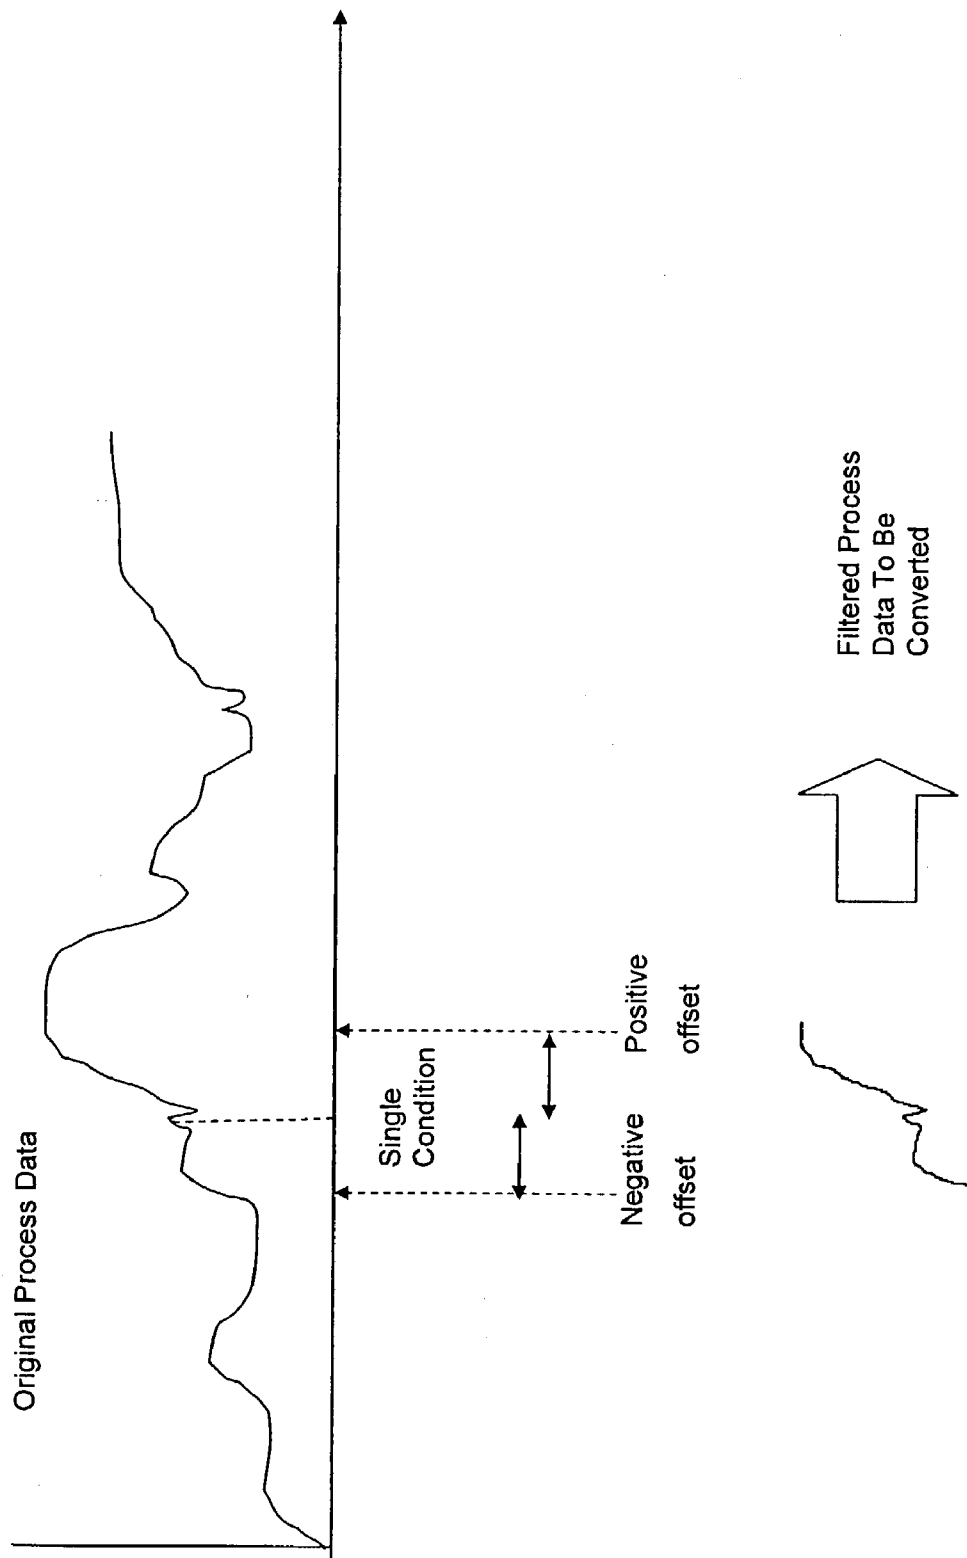 Original Process Data
Single
Condition
Negative
offset
Positive
offset
Filtered Process
Data To Be
Converted